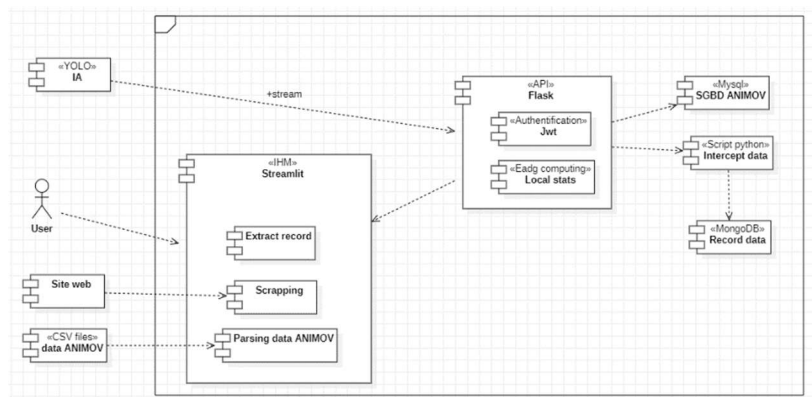 «YOLO»
IA
+stream
«API»
Flask
«Authentification»
Jwt
«Eadg computing»
Local stats
«Mysql»
SGBD ANIMOV
«Script python»
Intercept data
«MongoDB»
Record data
«IHM»
Streamlit
User
Extract record
Site web
Scrapping
«CSV files»
data ANIMOV
Parsing data ANIMOV